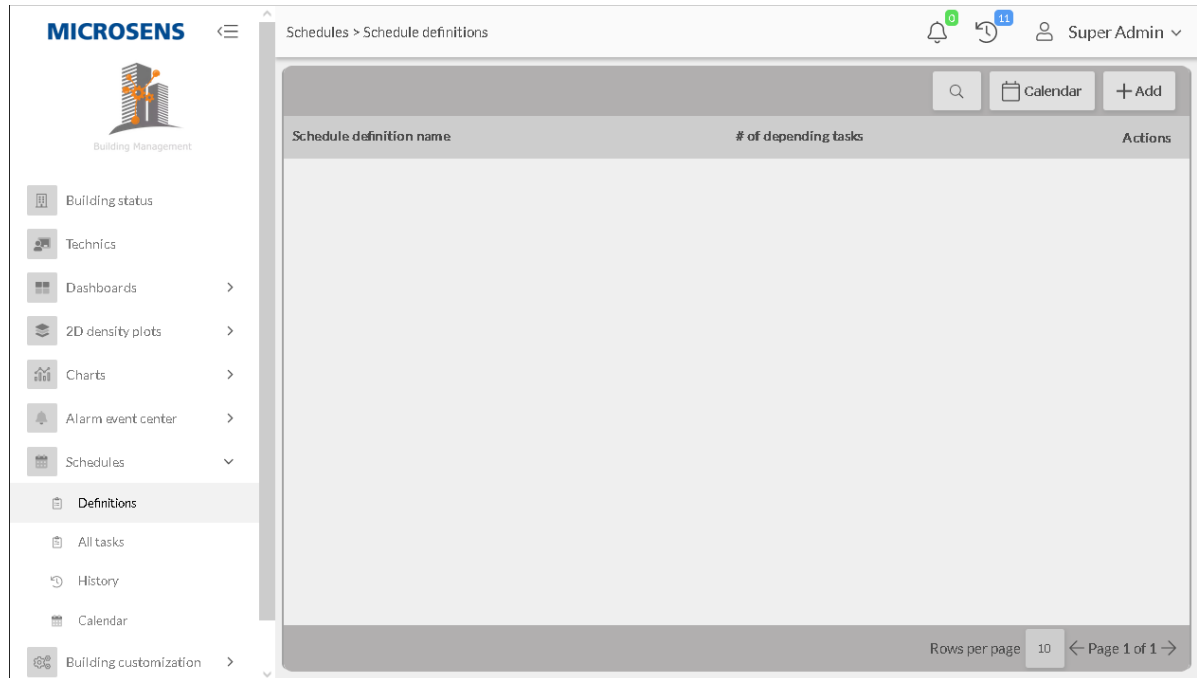 MICROSENS
Building Management
Building status
Technics
Dashboards
2D density plots
Charts
Alarm event center
Schedules
Definitions
All tasks
History
Calendar
Building customization
Schedules > Schedule definitions
0
11
Super Admin
Calendar
+ Add
Schedule definition name # of depending tasks Actions
Rows per page 10 ← Page 1 of 1 →